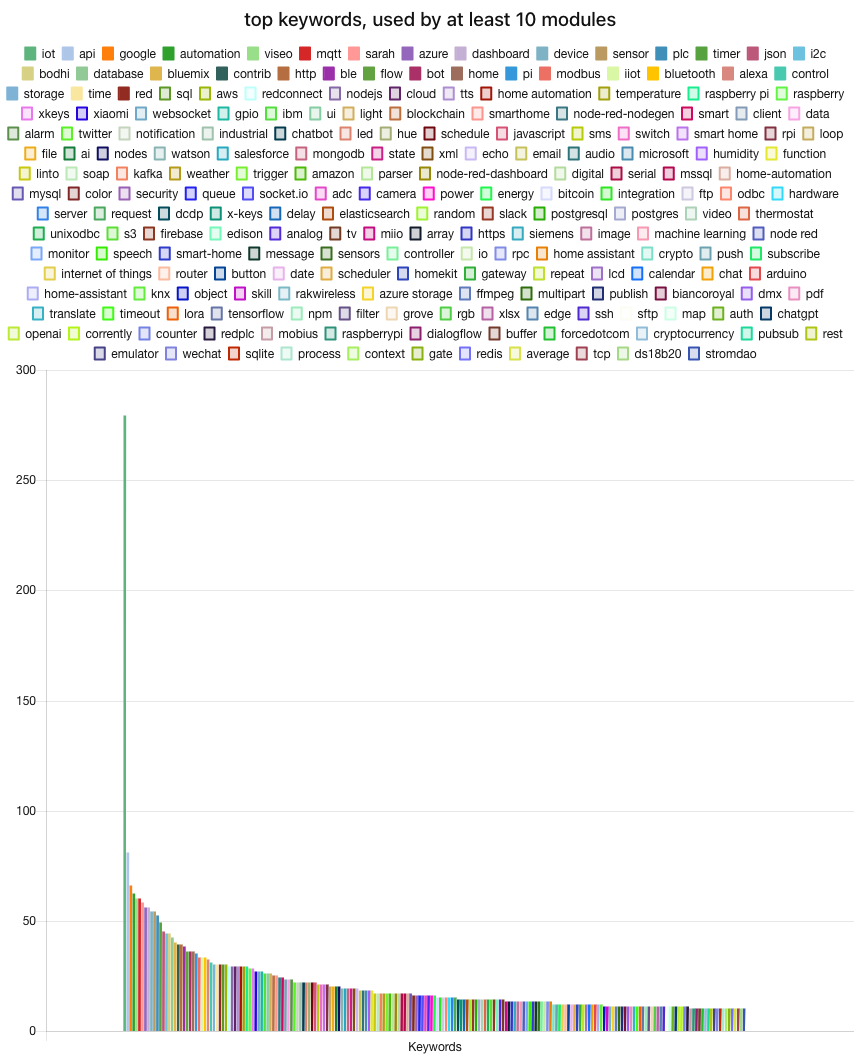 top keywords, used by at least 10 modules
iot api google automation viseo mqtt sarah azure dashboard device sensor plc timer json i2c
bodhi database bluemix contrib http ble flow bot home pi modbus iiot bluetooth alexa control
storage time red sql aws redconnect nodejs cloud tts home automation temperature raspberry pi raspberry
xkeys xiaomi websocket gpio ibm ui light blockchain smarthome node-red-nodegen smart client data
alarm twitter notification industrial chatbot led hue schedule javascript sms switch smart home rpi loop
file ai nodes watson salesforce mongodb state xml echo email audio microsoft humidity function
linto soap kafka weather trigger amazon parser node-red-dashboard digital serial mssql home-automation
mysql color security queue socket.io adc camera power energy bitcoin integration ftp odbc hardware
server request dcdp x-keys delay elasticsearch random slack postgresql postgres video thermostat
unixodbc s3 firebase edison analog tv miio array https siemens image machine learning node red
monitor speech smart-home message sensors controller io rpc home assistant crypto push subscribe
internet of things router button date scheduler homekit gateway repeat lcd calendar chat arduino
home-assistant knx object skill rakwireless azure storage ffmpeg multipart publish biancoroyal dmx pdf
translate timeout lora tensorflow npm filter grove rgb xlsx edge ssh sftp map auth chatgpt
openai corrently counter redplc mobius raspberrypi dialogflow buffer forcedotcom cryptocurrency pubsub rest
emulator wechat sqlite process context gate redis average tcp ds18b20 stromdao
300
250
200
150
100
50
0
Keywords